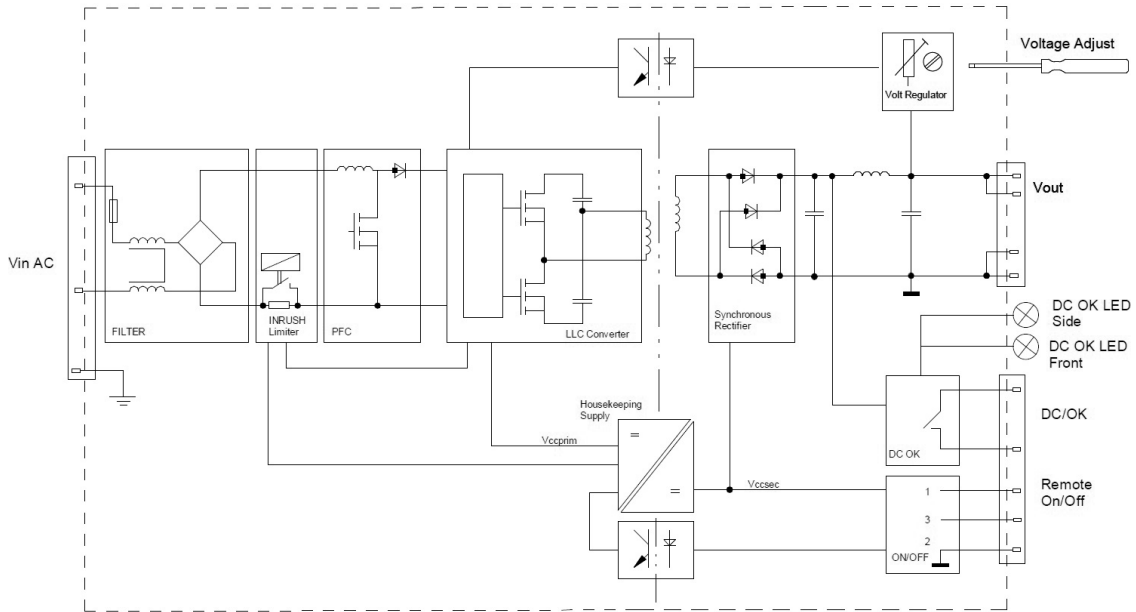 Voltage Adjust
Volt Regulator
Vout
Vin AC
FILTER
INRUSH
Limiter
PFC
LLC Converter
Synchronous
Rectifier
DC OK LED
Side
DC OK LED
Front
Housekeeping
Supply
Vccprim
DC/OK
DC OK
Vccsec
Remote
On/Off
1
3
2
ON/OFF